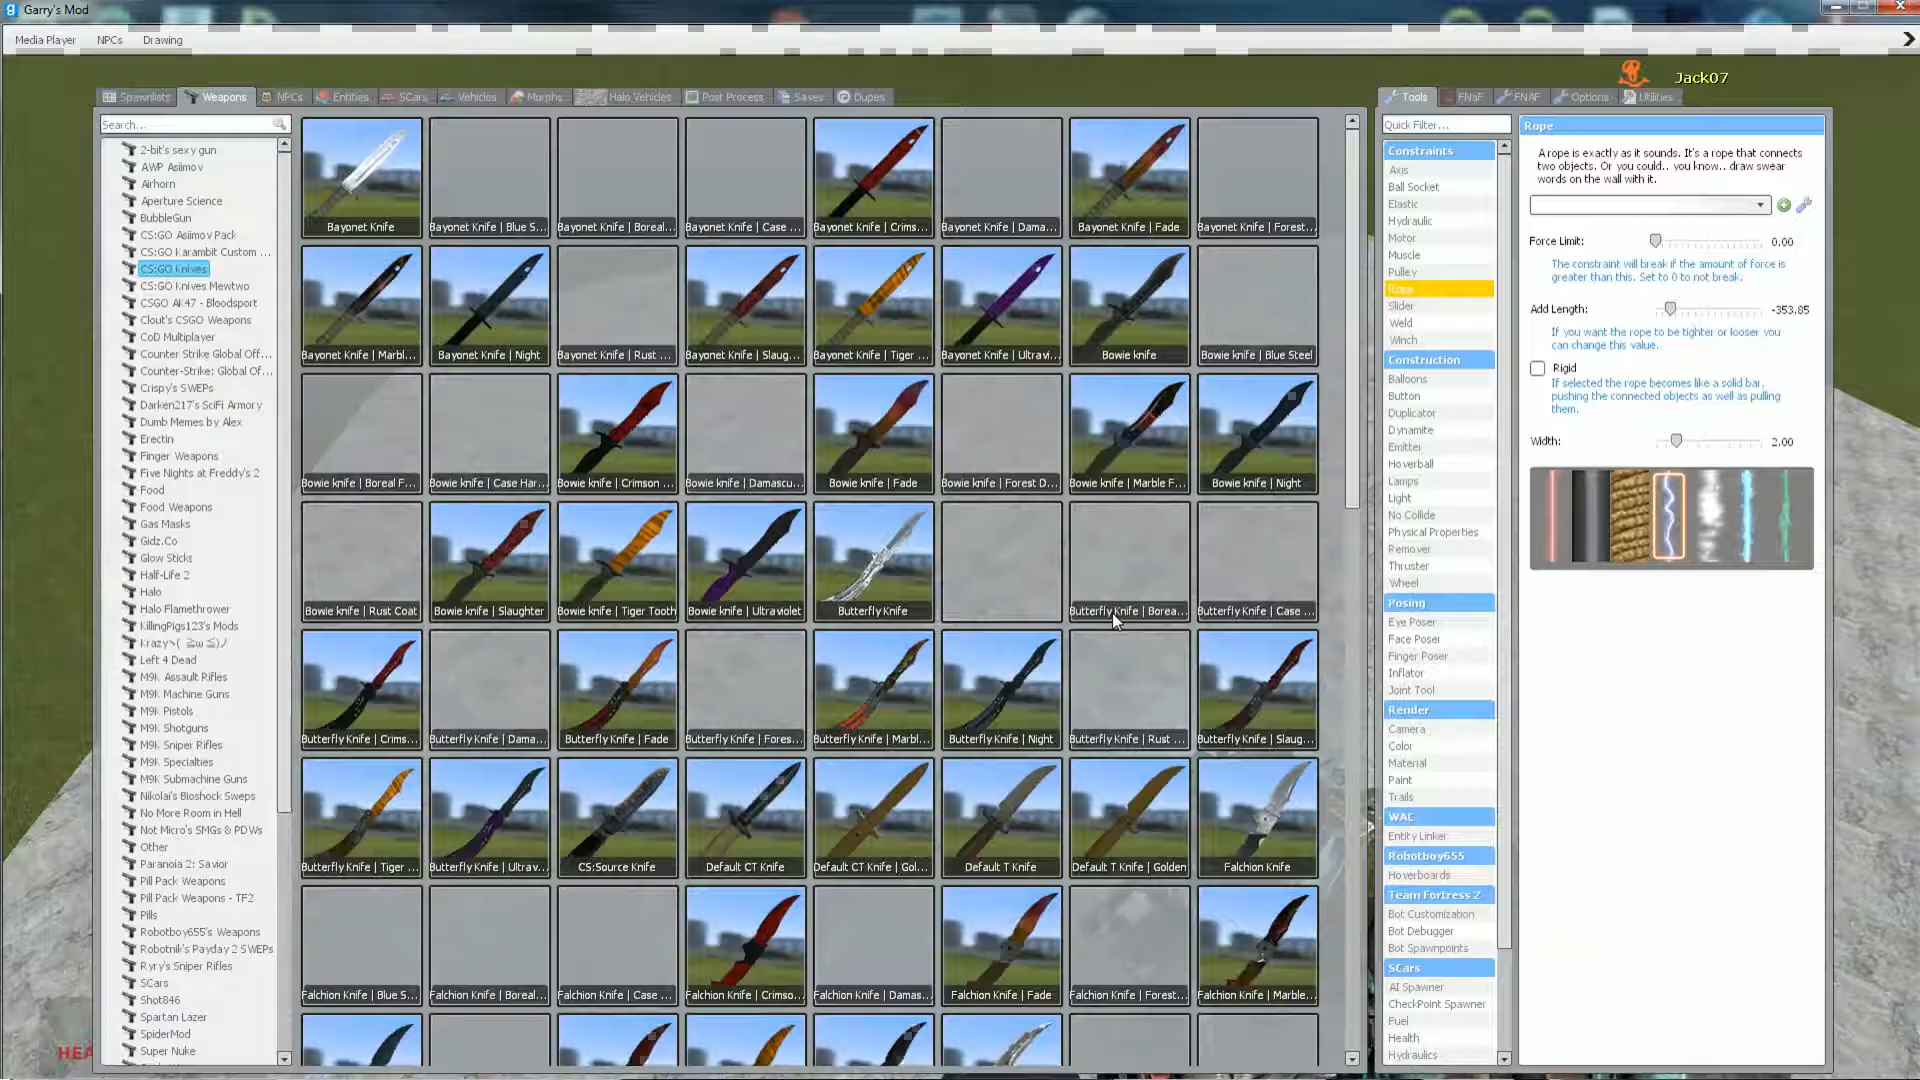 Garry's Mod
Media Player NPCs Drawing
Jack07
Spawnlists Weapons NPCs Entities SCars Vehicles Morphs Halo Vehicles Post Process Saves Dupes
Tools FNaF FNAF Options Utilities
Search...
2-bit's sexy gun
AWP Asimov
Airhorn
Aperture Science
BubbleGun
CS:GO Asimov Pack
CS:GO Karambit Custom ...
CS:GO Knives
CS:GO Knives Mewtwo
CSGO AK47 - Bloodsport
Clout's CSGO Weapons
CoD Multiplayer
Counter Strike Global Off...
Counter-Strike: Global Of...
Crispy's SWEPs
Darken217's SciFi Armory
Dumb Memes by Alex
Erectin
Finger Weapons
Five Nights at Freddy's 2
Food
Food Weapons
Gas Masks
Gidz.Co
Glow Sticks
Half-Life 2
Halo
Halo Flamethrower
KillingPigs123's Mods
Krazyヽ( ≧ω≦)ノ
Left 4 Dead
M9K Assault Rifles
M9K Machine Guns
M9K Pistols
M9K Shotguns
M9K Sniper Rifles
M9K Specialties
M9K Submachine Guns
Nikolai's Bioshock Sweps
No More Room in Hell
Not Micro's SMGs & PDWs
Other
Paranoia 2: Savior
Pill Pack Weapons
Pill Pack Weapons - TF2
Pills
Robotboy655's Weapons
Robotnik's Payday 2 SWEPs
Ryry's Sniper Rifles
SCars
Shot846
Spartan Lazer
SpiderMod
Super Nuke
Bayonet Knife Bayonet Knife | Blue S... Bayonet Knife | Boreal... Bayonet Knife | Case ... Bayonet Knife | Crims... Bayonet Knife | Dama... Bayonet Knife | Fade Bayonet Knife | Forest...
Bayonet Knife | Marbl... Bayonet Knife | Night Bayonet Knife | Rust ... Bayonet Knife | Slaug... Bayonet Knife | Tiger ... Bayonet Knife | Ultravi... Bowie knife Bowie knife | Blue Steel
Bowie knife | Boreal F... Bowie knife | Case Har... Bowie knife | Crimson ... Bowie knife | Damascu... Bowie knife | Fade Bowie knife | Forest D... Bowie knife | Marble F... Bowie knife | Night
Bowie knife | Rust Coat Bowie knife | Slaughter Bowie knife | Tiger Tooth Bowie knife | Ultraviolet Butterfly Knife Butterfly Knife | Borea... Butterfly Knife | Case ...
Butterfly Knife | Crims... Butterfly Knife | Dama... Butterfly Knife | Fade Butterfly Knife | Fores... Butterfly Knife | Marbl... Butterfly Knife | Night Butterfly Knife | Rust ... Butterfly Knife | Slaug...
Butterfly Knife | Tiger ... Butterfly Knife | Ultrav... CS:Source Knife Default CT Knife Default CT Knife | Gol... Default T Knife Default T Knife | Golden Falchion Knife
Falchion Knife | Blue S... Falchion Knife | Boreal... Falchion Knife | Case ... Falchion Knife | Crimso... Falchion Knife | Damas... Falchion Knife | Fade Falchion Knife | Forest... Falchion Knife | Marble...
Quick Filter...
Constraints
Axis
Ball Socket
Elastic
Hydraulic
Motor
Muscle
Pulley
Rope
Slider
Weld
Winch
Construction
Balloons
Button
Duplicator
Dynamite
Emitter
Hoverball
Lamps
Light
No Collide
Physical Properties
Remover
Thruster
Wheel
Posing
Eye Poser
Face Poser
Finger Poser
Inflator
Joint Tool
Render
Camera
Color
Material
Paint
Trails
WAC
Entity Linker
Robotboy655
Hoverboards
Team Fortress 2
Bot Customization
Bot Debugger
Bot Spawnpoints
SCars
AI Spawner
CheckPoint Spawner
Fuel
Health
Hydraulics
Rope
A rope is exactly as it sounds. It's a rope that connects
two objects. Or you could.. you know.. draw swear
words on the wall with it.
Force Limit: 0.00
The constraint will break if the amount of force is
greater than this. Set to 0 to not break.
Add Length: -353.85
If you want the rope to be tighter or looser you
can change this value.
Rigid
If selected the rope becomes like a solid bar,
pushing the connected objects as well as pulling
them.
Width: 2.00
HEA